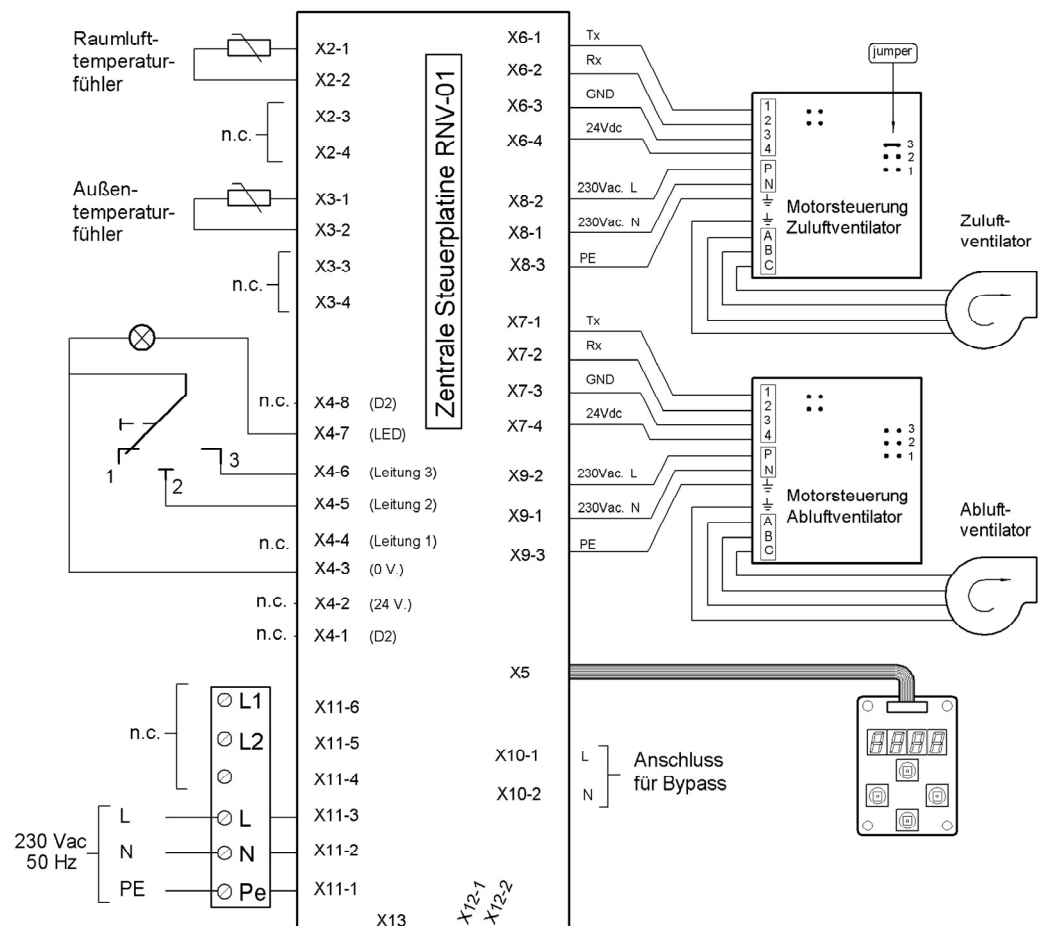 Raumluft-
temperatur-
fühler
X2-1
X2-2
n.c.
X2-3
X2-4
Außen-
temperatur-
fühler
X3-1
X3-2
n.c.
X3-3
X3-4
1
2
3
n.c. X4-8 (D2)
X4-7 (LED)
X4-6 (Leitung 3)
X4-5 (Leitung 2)
n.c. X4-4 (Leitung 1)
X4-3 (0 V.)
n.c. X4-2 (24 V.)
n.c. X4-1 (D2)
n.c.
L1 X11-6
L2 X11-5
X11-4
230 Vac
50 Hz
L L X11-3
N N X11-2
PE Pe X11-1
X13
X12-1
X12-2
Zentrale Steuerplatine RNV-01
X6-1 Tx
X6-2 Rx
X6-3 GND
X6-4 24Vdc
X8-2 230Vac. L
X8-1 230Vac. N
X8-3 PE
jumper
1
2
3
4
P
N
A
B
C
3
2
1
Motorsteuerung
Zuluftventilator
Zuluft-
ventilator
X7-1 Tx
X7-2 Rx
X7-3 GND
X7-4 24Vdc
X9-2 230Vac. L
X9-1 230Vac. N
X9-3 PE
1
2
3
4
P
N
A
B
C
3
2
1
Motorsteuerung
Abluftventilator
Abluft-
ventilator
X5
8888
X10-1 L
X10-2 N
Anschluss
für Bypass